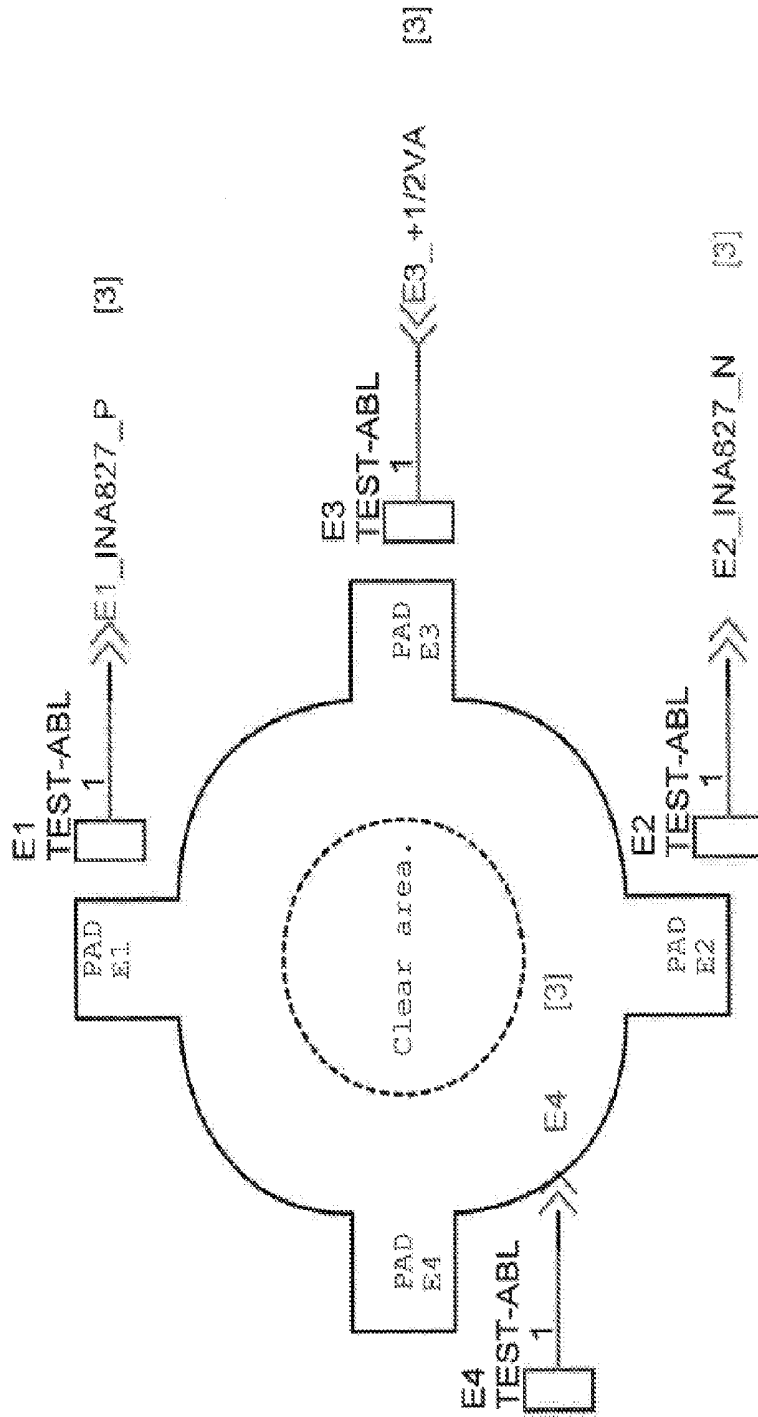 E1
TEST-ABL
1
E1_INA827_P [3]
PAD
E1
E4
TEST-ABL
1
E4 [3]
PAD
E4
Clear area.
PAD
E3
E3
TEST-ABL
1
E3_+1/2VA [3]
PAD
E2
E2
TEST-ABL
1
E2_INA827_N [3]